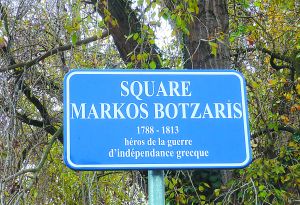 SQUARE
MARKOS BOTZARIS
1788 - 1813
héros de la guerre
d'indépendance grecque